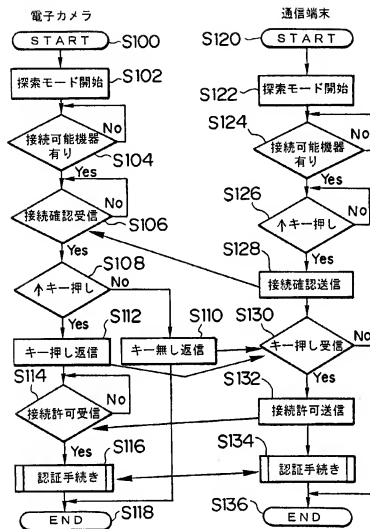 電子カメラ
START
S100
探索モード開始
S102
No
接続可能機器
有り
S104
Yes
接続確認受信
No
S106
Yes
↑キー押し
S108
No
Yes
S112
S110
キー押し返信
キー無し返信
S114
接続許可受信
No
Yes
S116
認証手続き
END
S118
通信端末
S120
START
探索モード開始
S122
S124
No
接続可能機器
有り
Yes
S126
No
↑キー押し
S128
Yes
接続確認送信
S130
キー押し受信
No
S132
Yes
接続許可送信
S134
認証手続き
END
S136